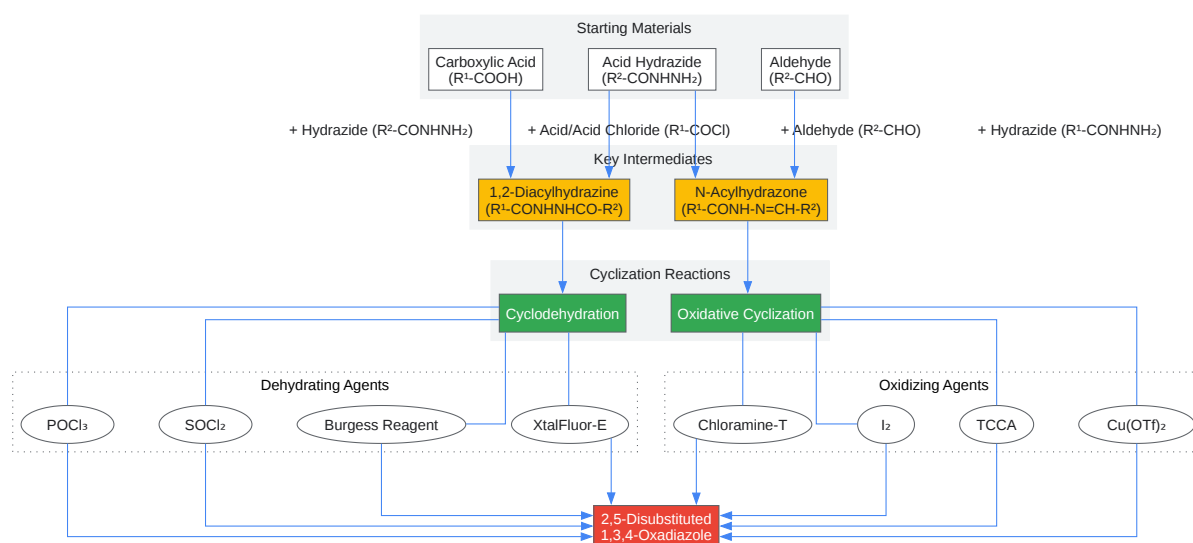 Starting Materials
Carboxylic Acid
(R¹-COOH)
Acid Hydrazide
(R²-CONHNH₂)
Aldehyde
(R²-CHO)
+ Hydrazide (R²-CONHNH₂)
+ Acid/Acid Chloride (R¹-COCl)
+ Aldehyde (R²-CHO)
+ Hydrazide (R¹-CONHNH₂)
Key Intermediates
1,2-Diacylhydrazine
(R¹-CONHNHCO-R²)
N-Acylhydrazone
(R¹-CONH-N=CH-R²)
Cyclization Reactions
Cyclodehydration
Oxidative Cyclization
Dehydrating Agents
Oxidizing Agents
POCl₃
SOCl₂
Burgess Reagent
XtalFluor-E
Chloramine-T
I₂
TCCA
Cu(OTf)₂
2,5-Disubstituted
1,3,4-Oxadiazole